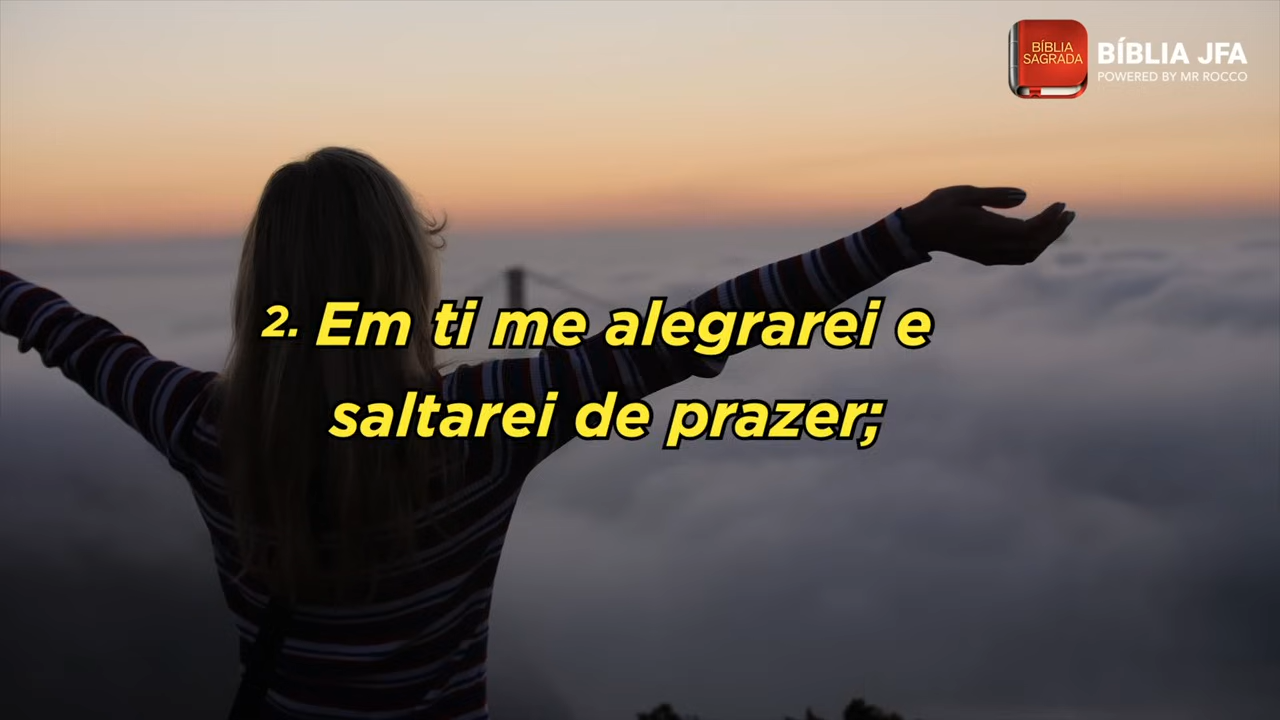 BÍBLIA
SAGRADA
BÍBLIA JFA
POWERED BY MR ROCCO
2. Em ti me alegrarei e
saltarei de prazer;